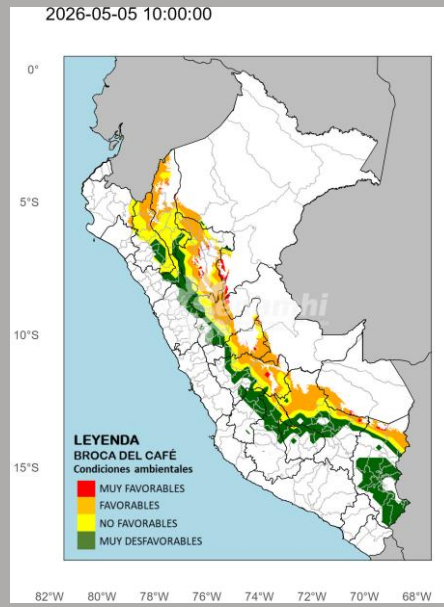 2026-05-05 10:00:00
0°
5°S
10°S
15°S
senamhi
LEYENDA
BROCA DEL CAFÉ
Condiciones ambientales
MUY FAVORABLES
FAVORABLES
NO FAVORABLES
MUY DESFAVORABLES
82°W 80°W 78°W 76°W 74°W 72°W 70°W 68°W